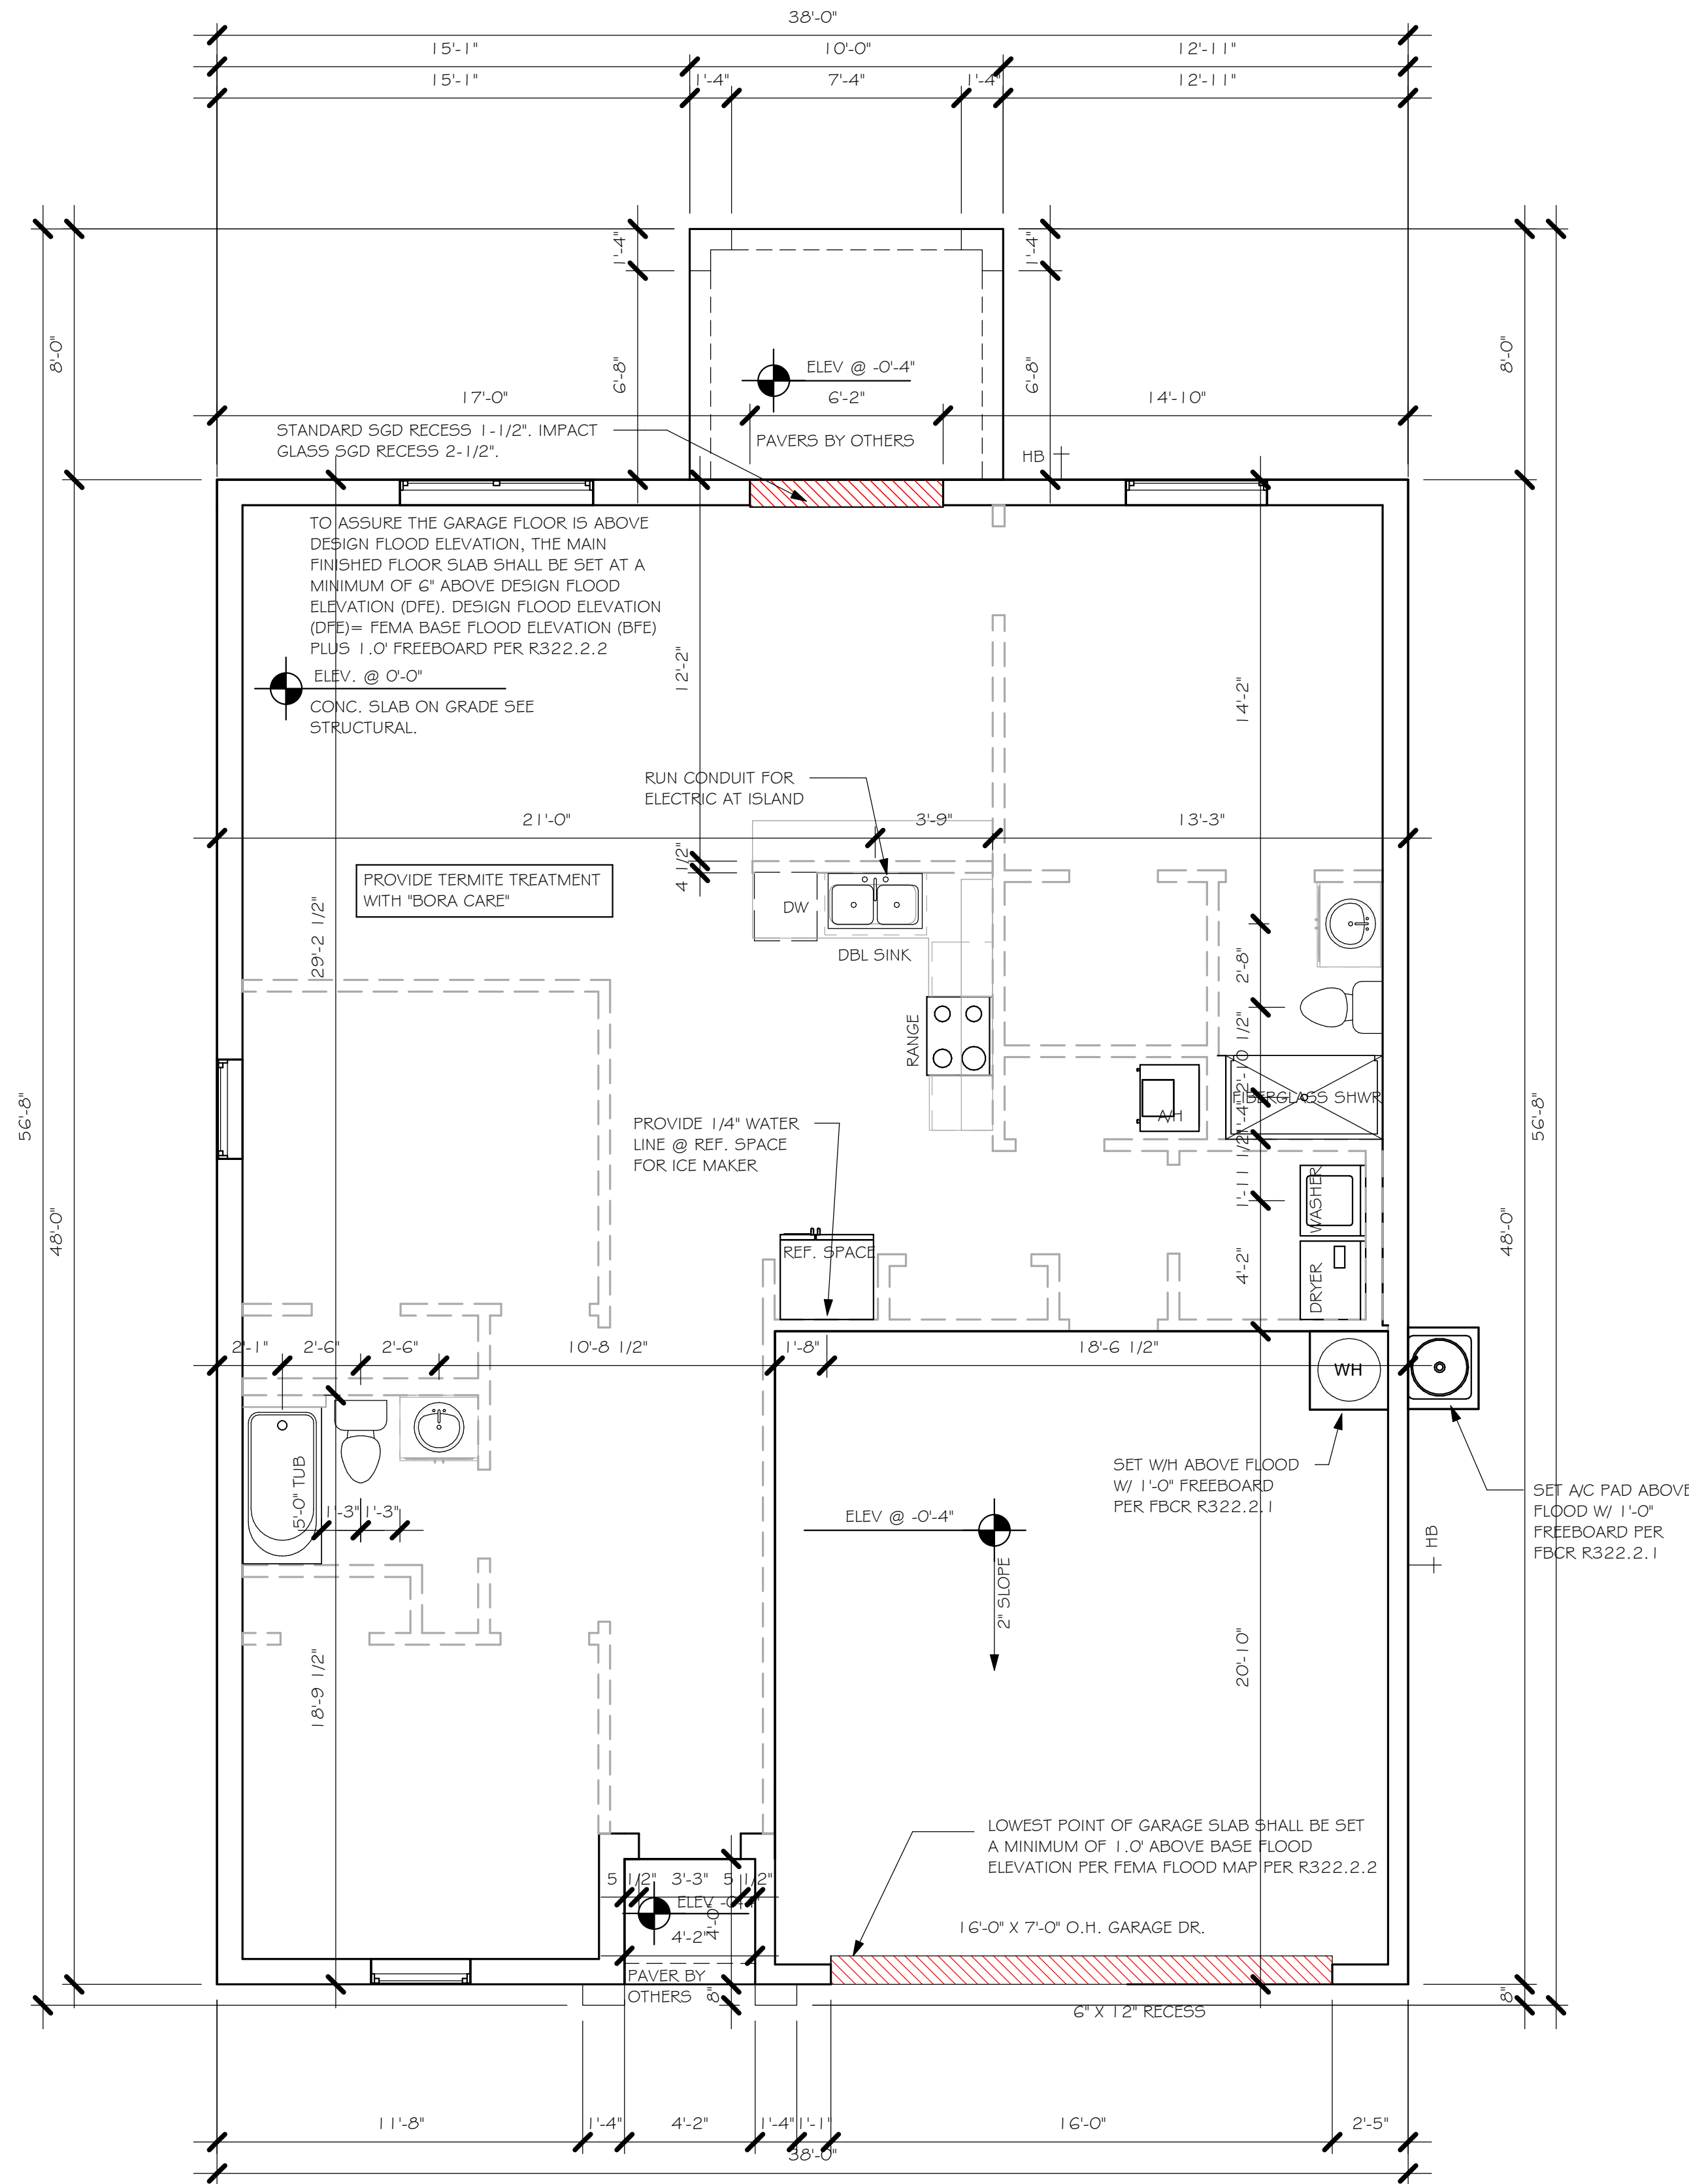 38'-0"
15'-1"
10'-0"
12'-11"
15'-1"
1'-4"
7'-4"
1'-4"
12'-11"
1'-4"
1'-4"
8'-0"
6'-8"
6'-8"
8'-0"
ELEV @ -0'-4"
17'-0"
6'-2"
14'-10"
STANDARD SGD RECESS 1-1/2". IMPACT
GLASS SGD RECESS 2-1/2".
PAVERS BY OTHERS
HB
TO ASSURE THE GARAGE FLOOR IS ABOVE
DESIGN FLOOD ELEVATION, THE MAIN
FINISHED FLOOR SLAB SHALL BE SET AT A
MINIMUM OF 6" ABOVE DESIGN FLOOD
ELEVATION (DFE). DESIGN FLOOD ELEVATION
(DFE)= FEMA BASE FLOOD ELEVATION (BFE)
PLUS 1.0' FREEBOARD PER R322.2.2
ELEV. @ 0'-0"
CONC. SLAB ON GRADE SEE
STRUCTURAL.
12'-2"
14'-2"
RUN CONDUIT FOR
ELECTRIC AT ISLAND
21'-0"
3'-9"
13'-3"
4 1/2"
PROVIDE TERMITE TREATMENT
WITH "BORA CARE"
DW
DBL SINK
29'-2 1/2"
2'-8"
RANGE
2'-10 1/2"
FIBERGLASS SHWR
A/H
1'-4"
56'-8"
56'-8"
PROVIDE 1/4" WATER
LINE @ REF. SPACE
FOR ICE MAKER
1'-11 1/2"
WASHER
48'-0"
48'-0"
REF. SPACE
4'-2"
DRYER
2'-1"
2'-6"
2'-6"
10'-8 1/2"
1'-8"
18'-6 1/2"
WH
5'-0" TUB
1'-3"
1'-3"
SET W/H ABOVE FLOOD
W/ 1'-0" FREEBOARD
PER FBCR R322.2.1
SET A/C PAD ABOVE
FLOOD W/ 1'-0"
FREEBOARD PER
FBCR R322.2.1
HB
ELEV @ -0'-4"
2" SLOPE
18'-9 1/2"
20'-10"
LOWEST POINT OF GARAGE SLAB SHALL BE SET
A MINIMUM OF 1.0' ABOVE BASE FLOOD
ELEVATION PER FEMA FLOOD MAP PER R322.2.2
5 1/2"
3'-3"
5 1/2"
ELEV
4'-0"
4'-2"
16'-0" X 7'-0" O.H. GARAGE DR.
PAVER BY
OTHERS
8"
8"
6" X 12" RECESS
11'-8"
1'-4"
4'-2"
1'-4"
1'-1"
16'-0"
2'-5"
38'-0"